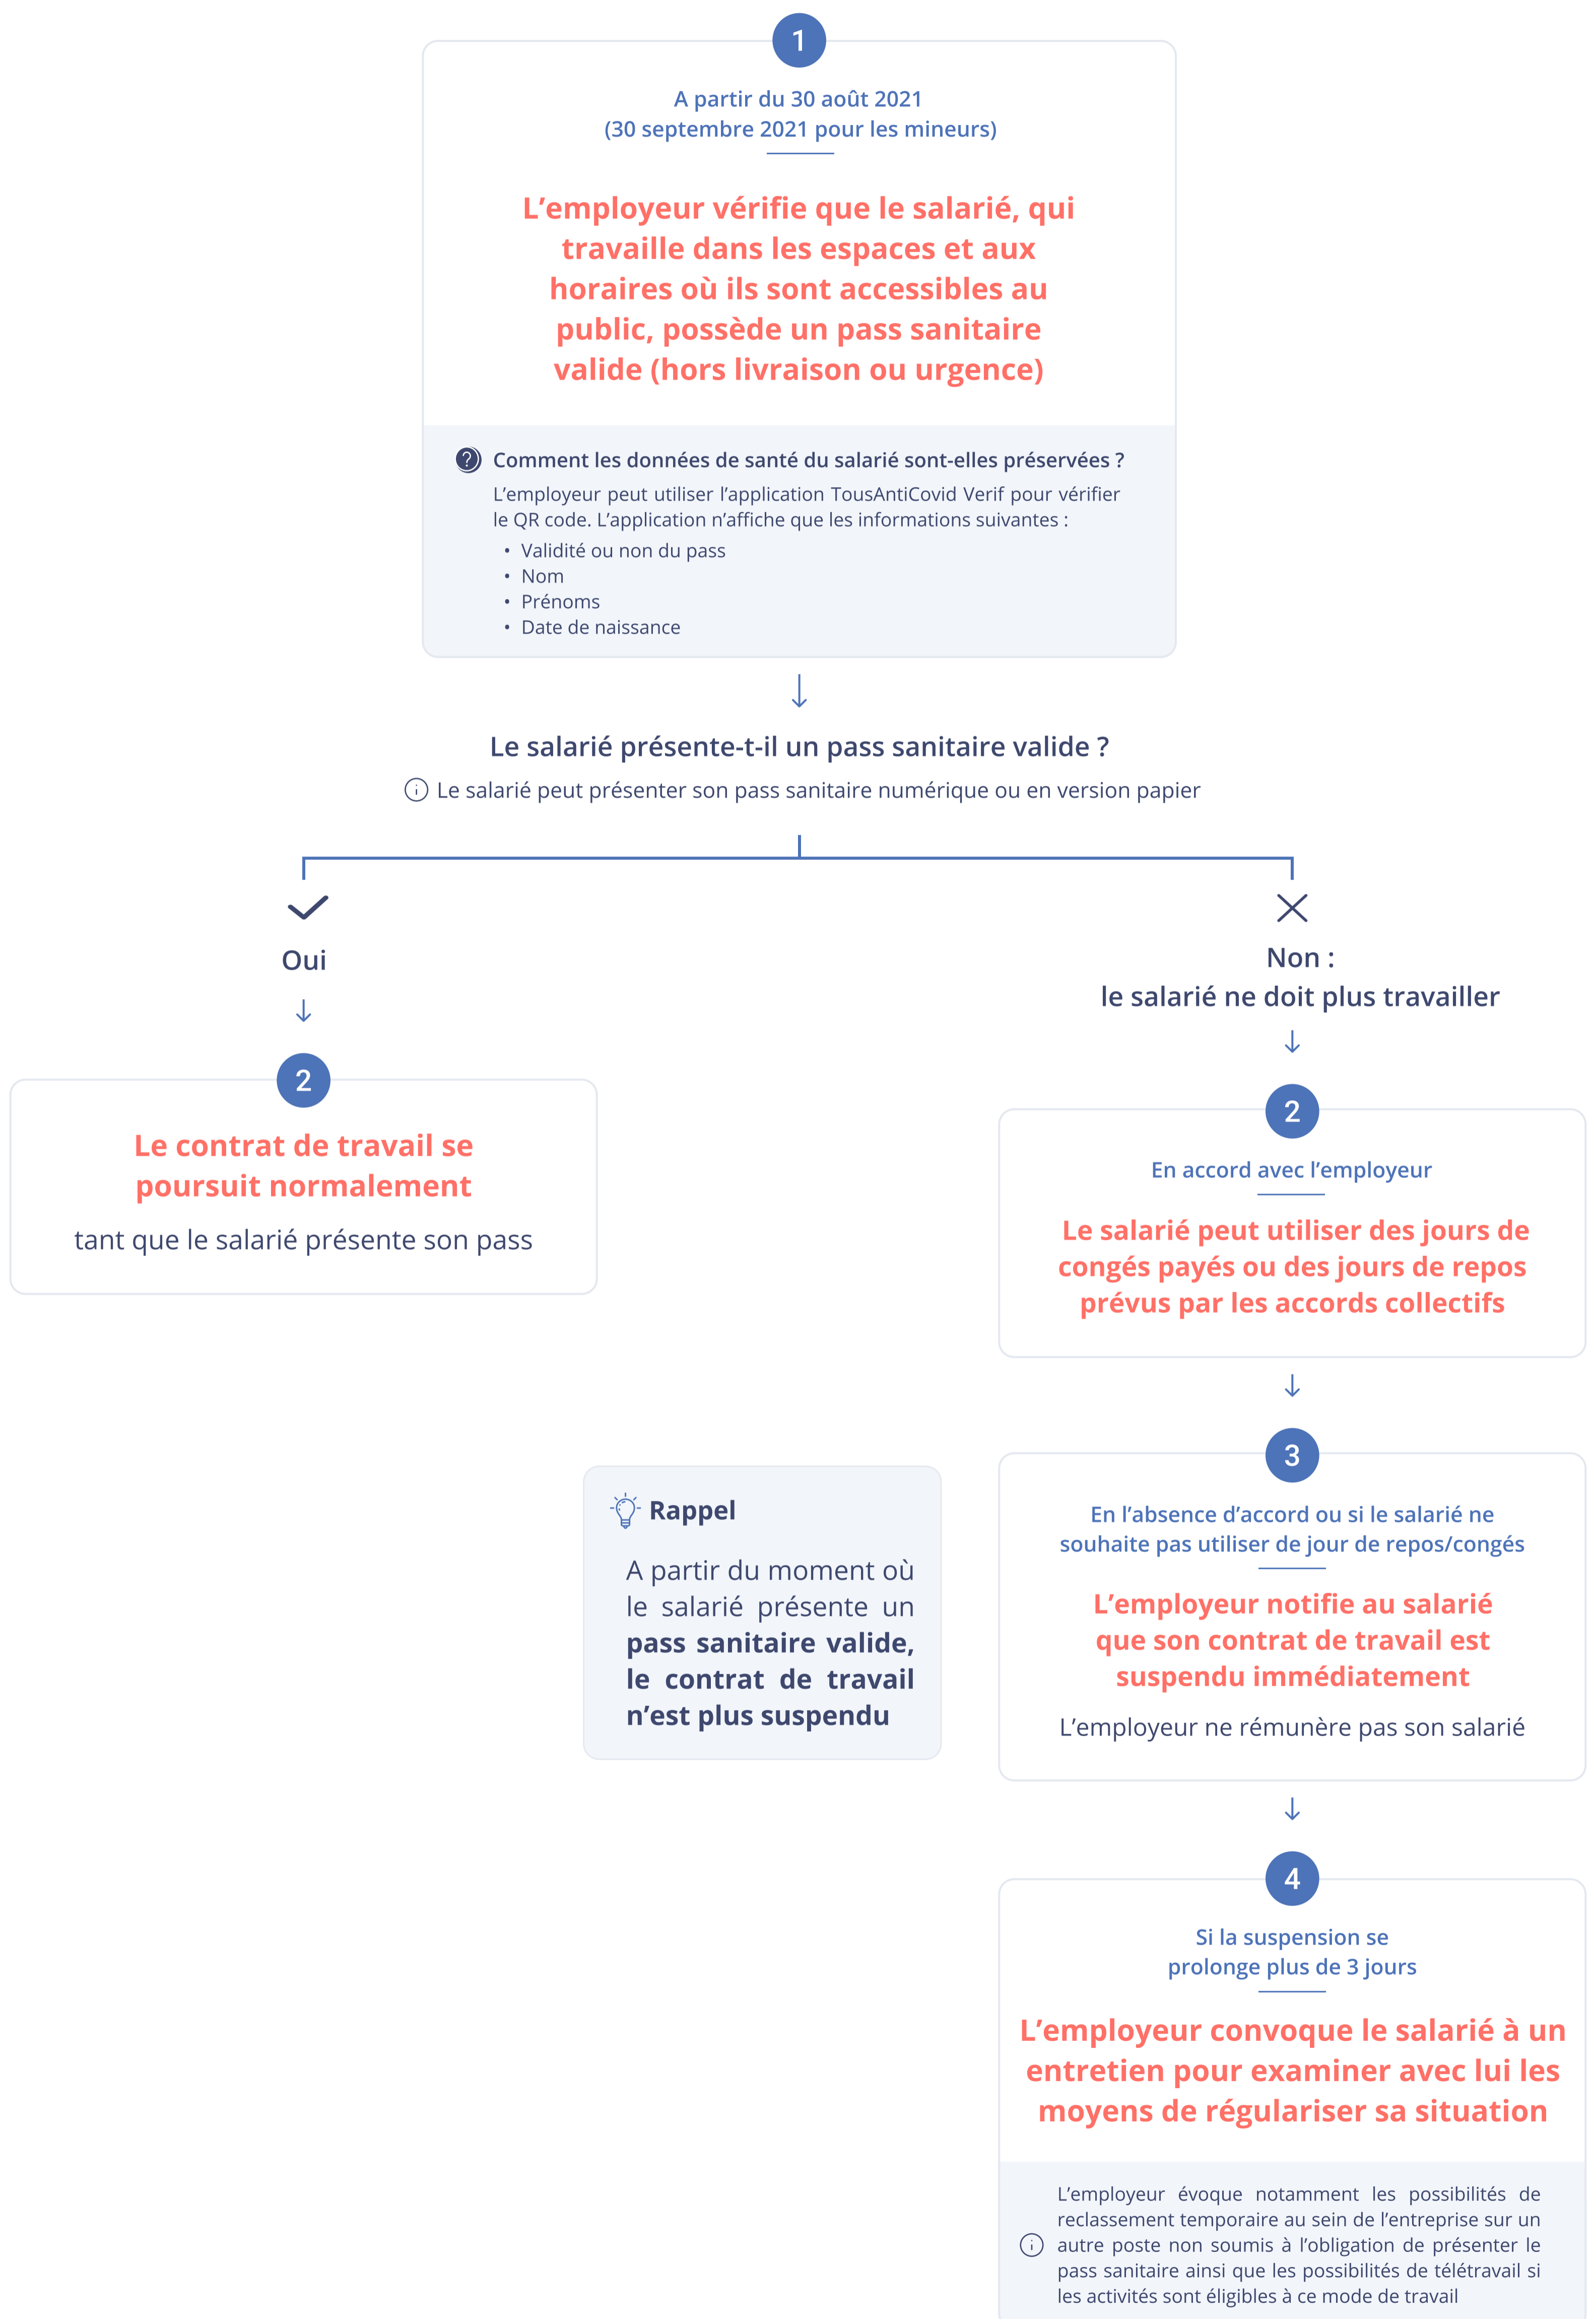 1
A partir du 30 août 2021
(30 septembre 2021 pour les mineurs)
L’employeur vérifie que le salarié, qui
travaille dans les espaces et aux
horaires où ils sont accessibles au
public, possède un pass sanitaire
valide (hors livraison ou urgence)
? Comment les données de santé du salarié sont-elles préservées ?
L’employeur peut utiliser l’application TousAntiCovid Verif pour vérifier
le QR code. L’application n’affiche que les informations suivantes :
• Validité ou non du pass
• Nom
• Prénoms
• Date de naissance
Le salarié présente-t-il un pass sanitaire valide ?
i Le salarié peut présenter son pass sanitaire numérique ou en version papier
Oui
2
Le contrat de travail se
poursuit normalement
tant que le salarié présente son pass
Non :
le salarié ne doit plus travailler
2
En accord avec l’employeur
Le salarié peut utiliser des jours de
congés payés ou des jours de repos
prévus par les accords collectifs
3
En l’absence d’accord ou si le salarié ne
souhaite pas utiliser de jour de repos/congés
L’employeur notifie au salarié
que son contrat de travail est
suspendu immédiatement
L’employeur ne rémunère pas son salarié
Rappel
A partir du moment où
le salarié présente un
pass sanitaire valide,
le contrat de travail
n’est plus suspendu
4
Si la suspension se
prolonge plus de 3 jours
L’employeur convoque le salarié à un
entretien pour examiner avec lui les
moyens de régulariser sa situation
L’employeur évoque notamment les possibilités de
reclassement temporaire au sein de l’entreprise sur un
i autre poste non soumis à l’obligation de présenter le
pass sanitaire ainsi que les possibilités de télétravail si
les activités sont éligibles à ce mode de travail